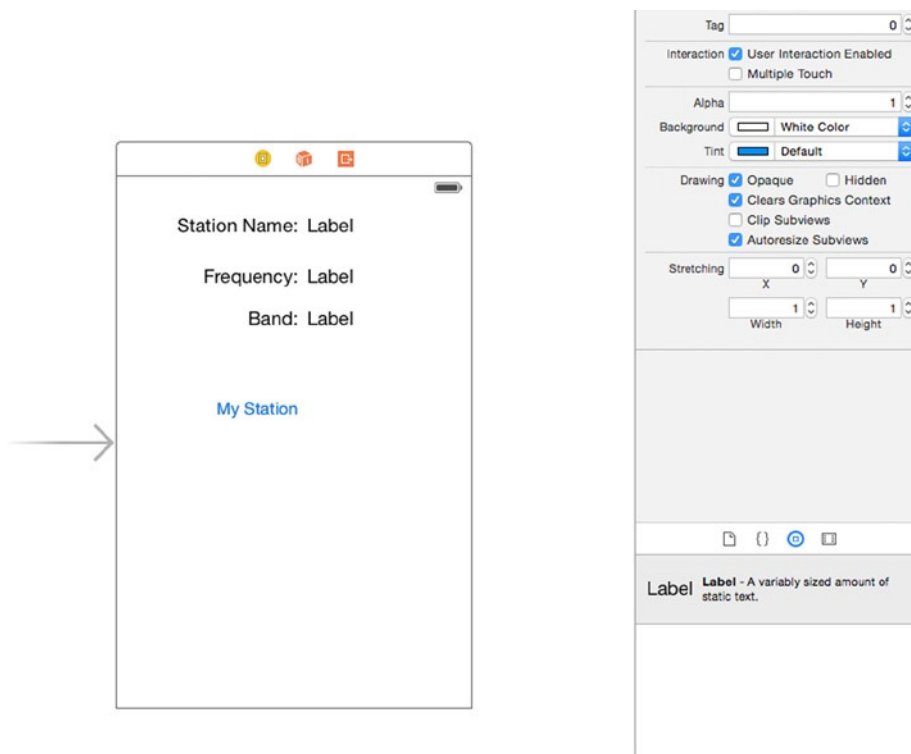 Station Name: Label
Frequency: Label
Band: Label
My Station
Tag 0
Interaction User Interaction Enabled
Multiple Touch
Alpha 1
Background White Color
Tint Default
Drawing Opaque Hidden
Clears Graphics Context
Clip Subviews
Autoresize Subviews
Stretching 0 0
X Y
1 1
Width Height
{}
Label Label - A variably sized amount of
static text.